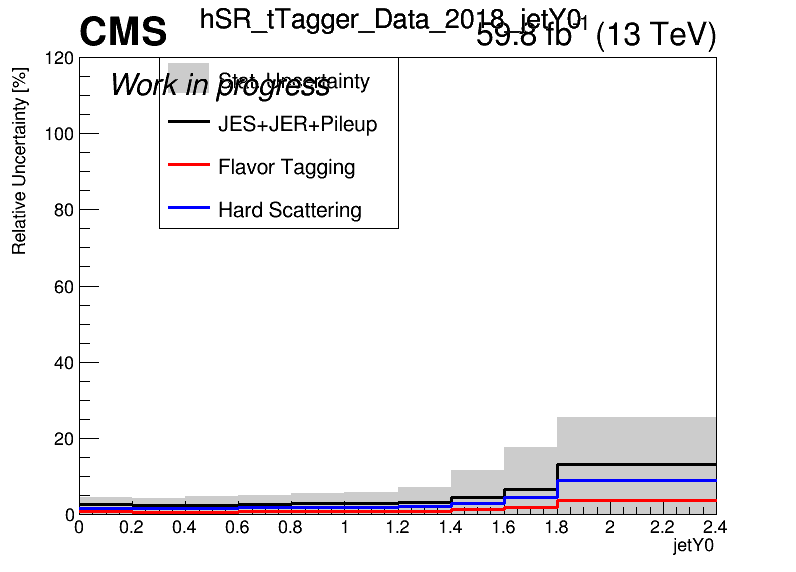 hSR_tTagger_Data_2018_jetY0
CMS
59.8 fb-1 (13 TeV)
Work in progress
Stat. Uncertainty
JES+JER+Pileup
Flavor Tagging
Hard Scattering
Relative Uncertainty [%]
120
100
80
60
40
20
0
0 0.2 0.4 0.6 0.8 1 1.2 1.4 1.6 1.8 2 2.2 2.4
jetY0